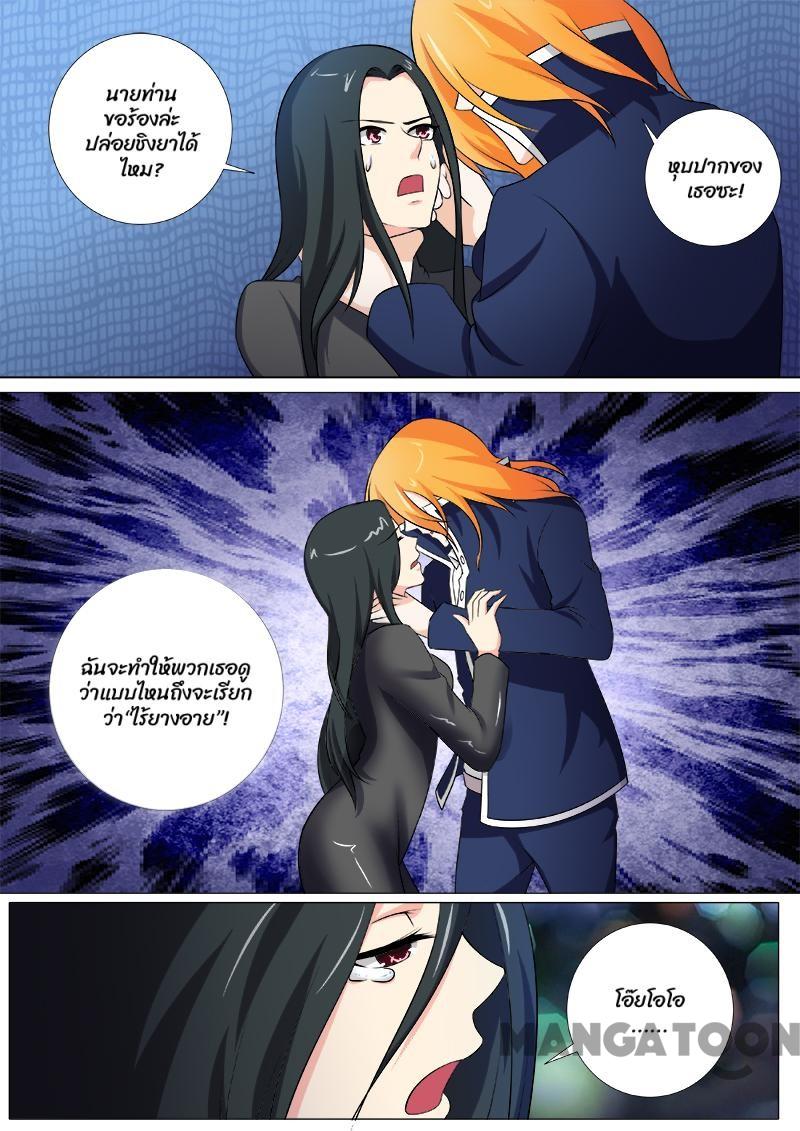 นายท่าน
ขอร้องล่ะ
ปล่อยชิงยาได้
ไหม?
หุบปากของ
เธอซะ!
ฉันจะทำให้พวกเธอดู
ว่าแบบไหนถึงจะเรียก
ว่า“ไร้ยางอาย”!
โอ๊ยโอโอ
......
MANGATOON